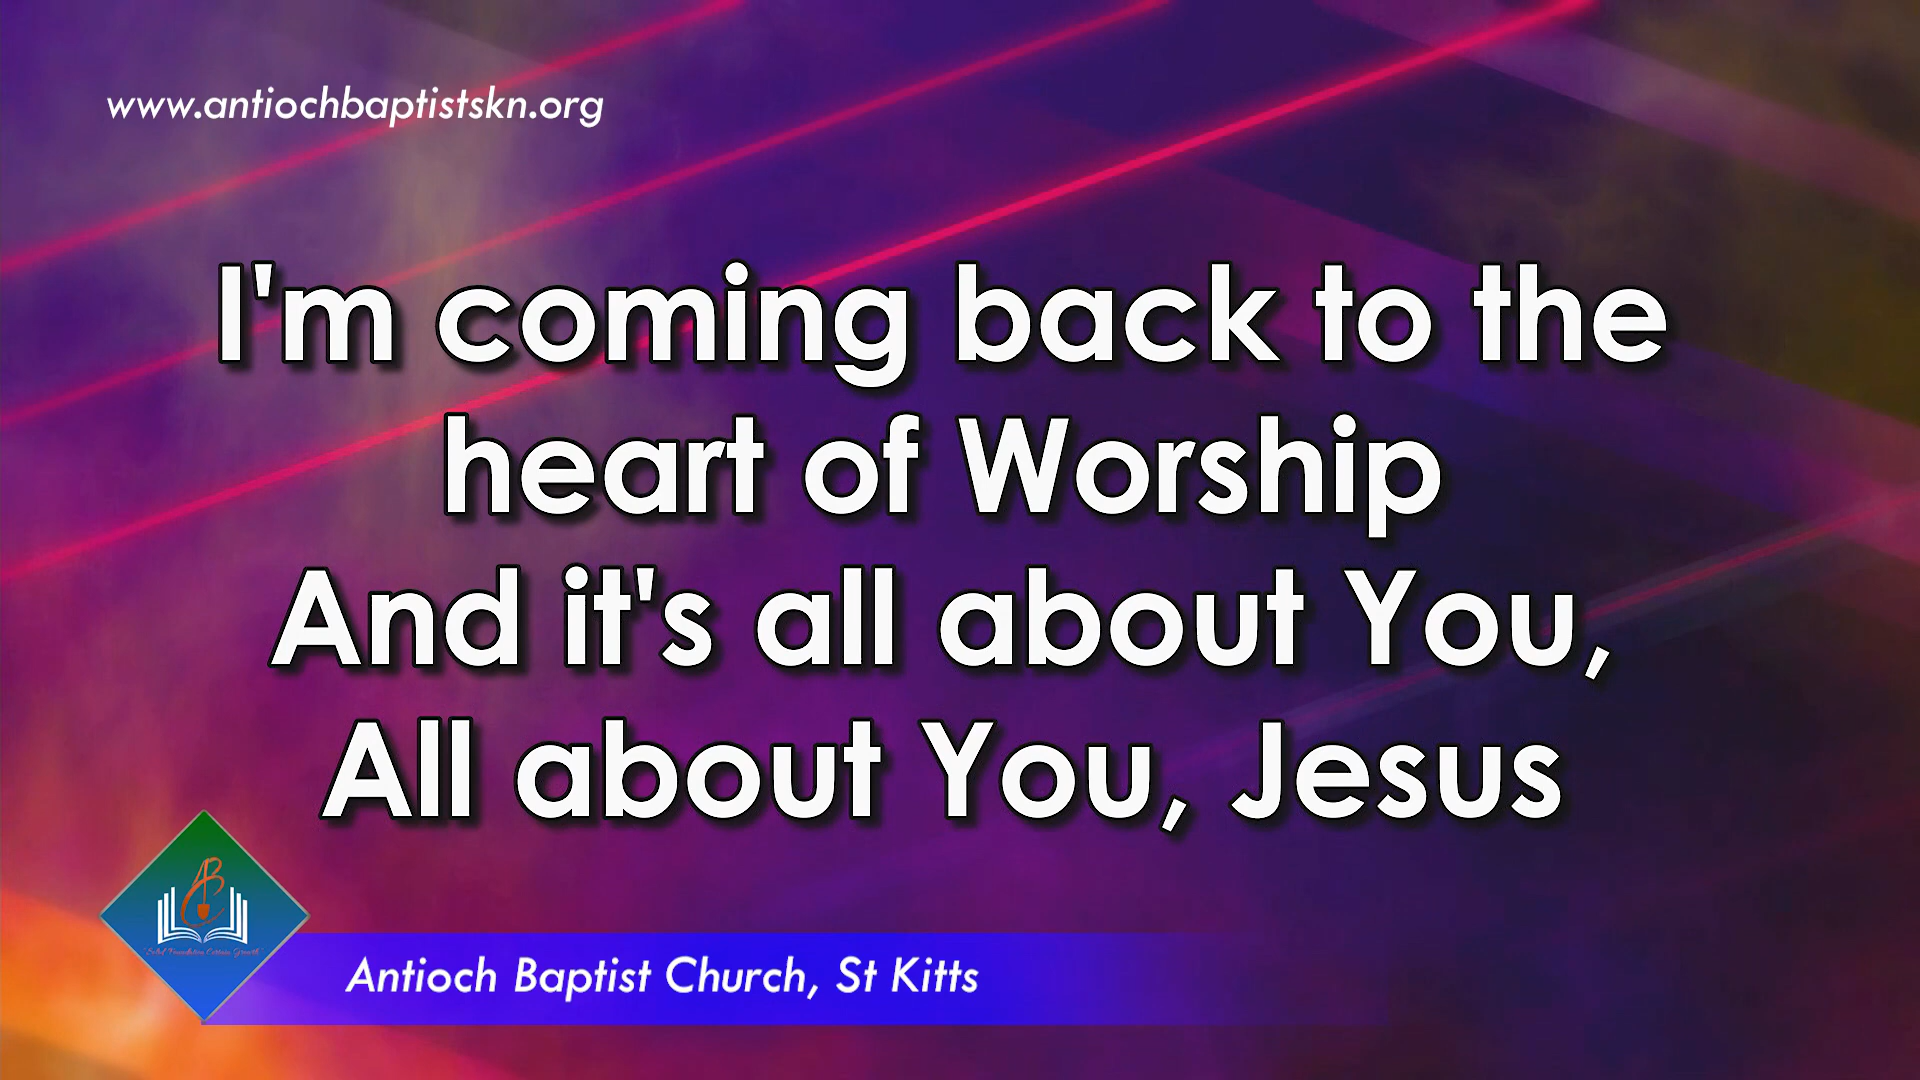 www.antiochbaptistskn.org
I'm coming back to the
heart of Worship
And it's all about You,
All about You, Jesus
Antioch Baptist Church, St Kitts